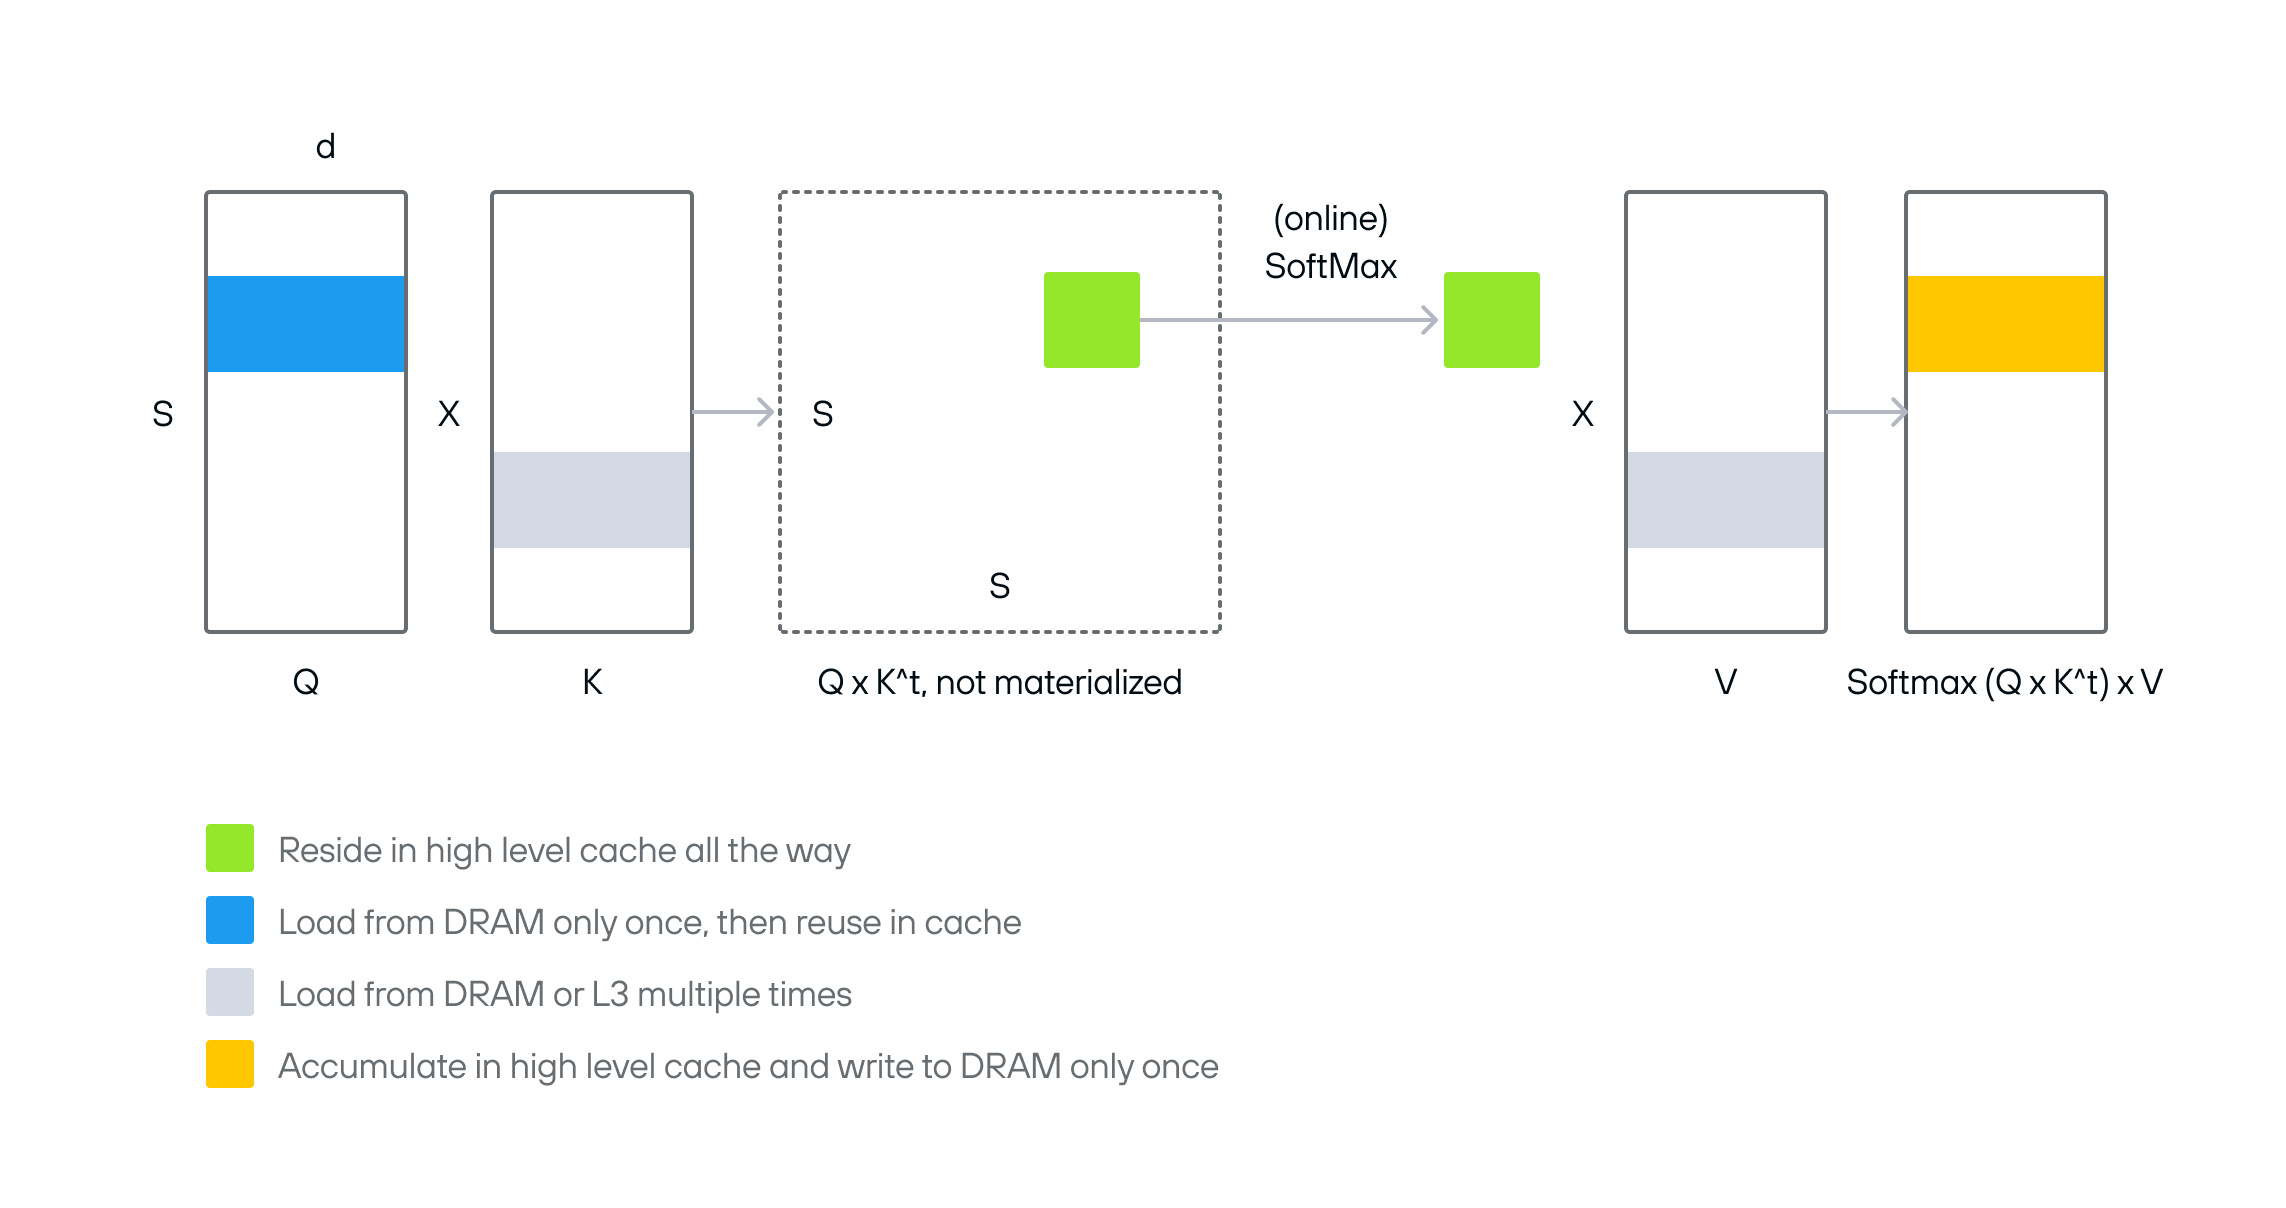 d
(online)
SoftMax
S
X
S
X
S
Q
K
Q x K^t, not materialized
V
Softmax (Q x K^t) x V
Reside in high level cache all the way
Load from DRAM only once, then reuse in cache
Load from DRAM or L3 multiple times
Accumulate in high level cache and write to DRAM only once